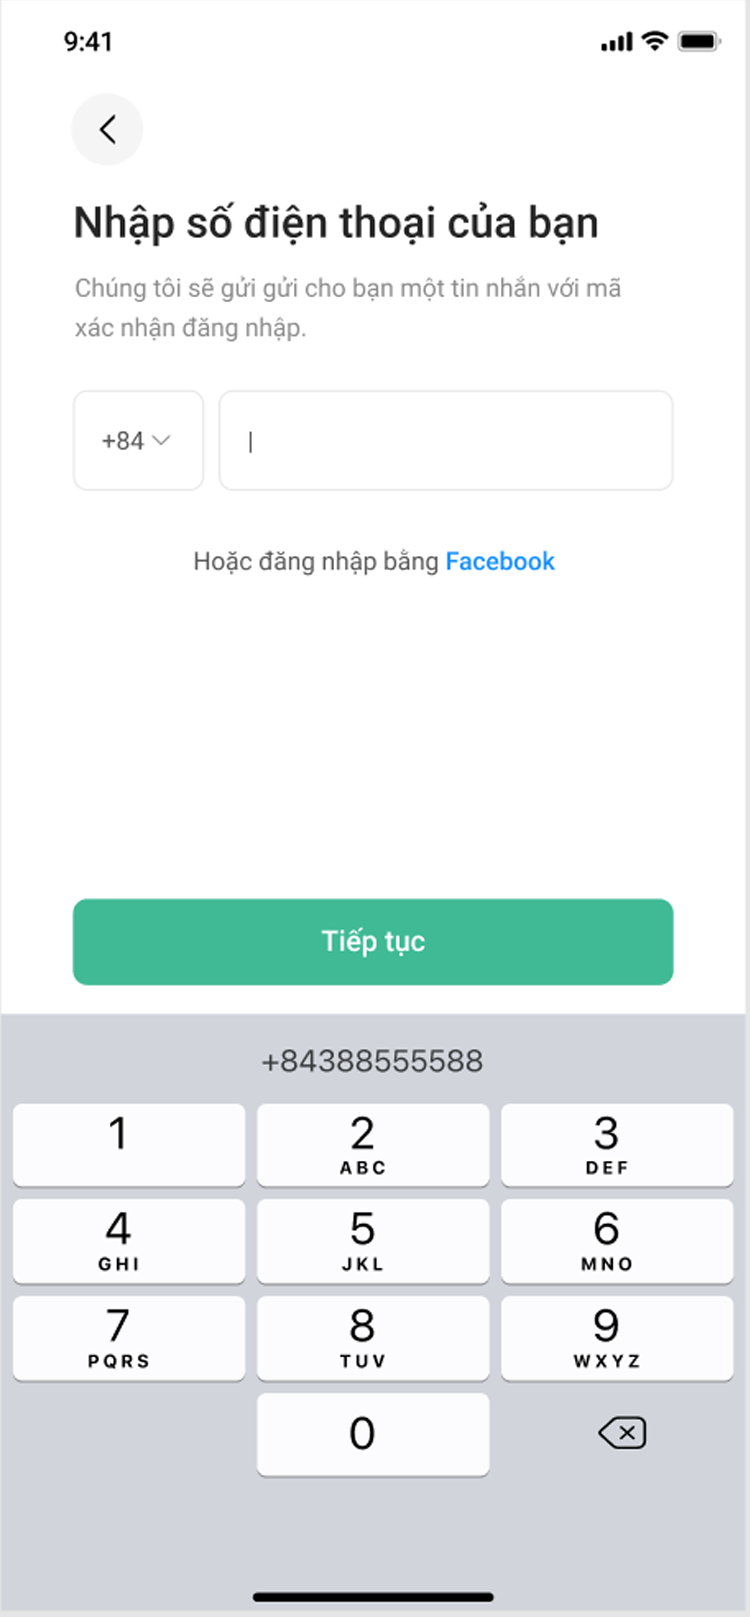 9:41
Nhập số điện thoại của bạn
Chúng tôi sẽ gửi gửi cho bạn một tin nhắn với mã
xác nhận đăng nhập.
+84
Hoặc đăng nhập bằng Facebook
Tiếp tục
+84388555588
1 2 3
ABC DEF
4 5 6
GHI JKL MNO
7 8 9
PQRS TUV WXYZ
0